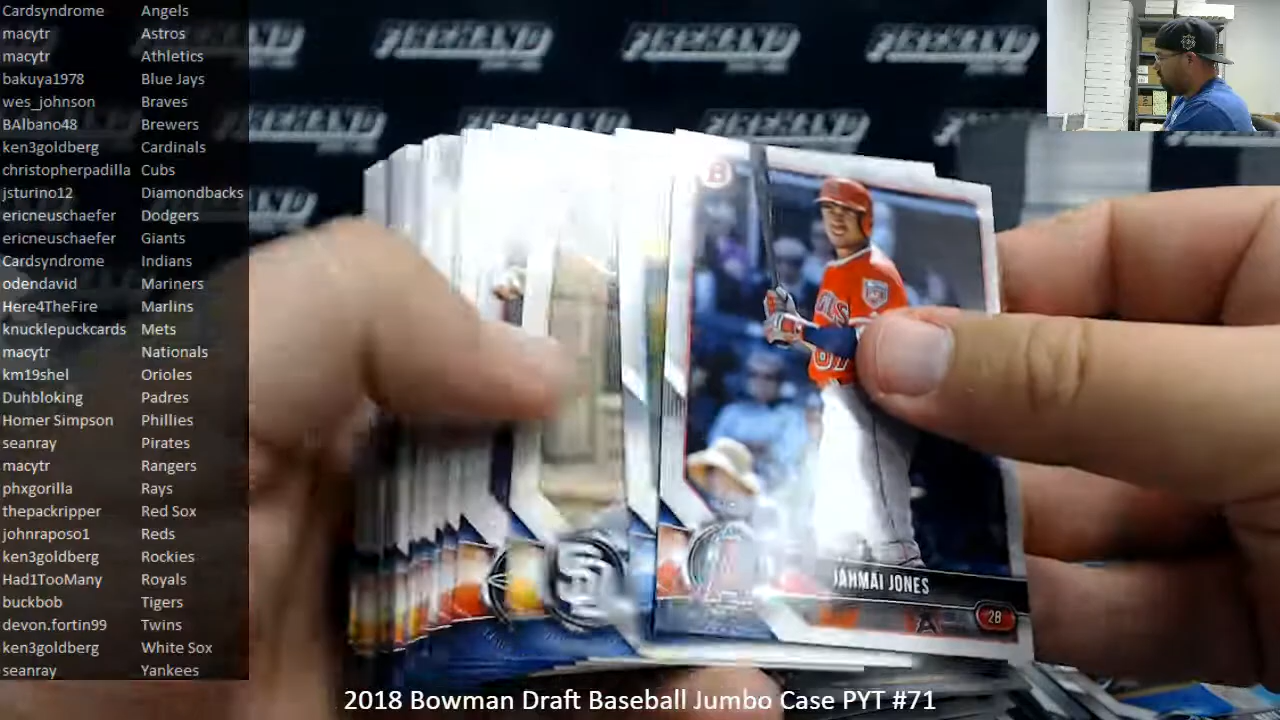 Cardsyndrome Angels
macytr Astros
macytr Athletics
bakuya1978 Blue Jays
wes_johnson Braves
BAlbano48 Brewers
ken3goldberg Cardinals
christopherpadilla Cubs
jsturino12 Diamondbacks
ericneuschaefer Dodgers
ericneuschaefer Giants
Cardsyndrome Indians
odendavid Mariners
Here4TheFire Marlins
knucklepuckcards Mets
macytr Nationals
km19shel Orioles
Duhbloking Padres
Homer Simpson Phillies
seanray Pirates
macytr Rangers
phxgorilla Rays
thepackripper Red Sox
johnraposo1 Reds
ken3goldberg Rockies
Had1TooMany Royals
buckbob Tigers
devon.fortin99 Twins
ken3goldberg White Sox
seanray Yankees
FIREHAND FIREHAND FIREHAND
B
JAHMAI JONES
2B
2018 Bowman Draft Baseball Jumbo Case PYT #71